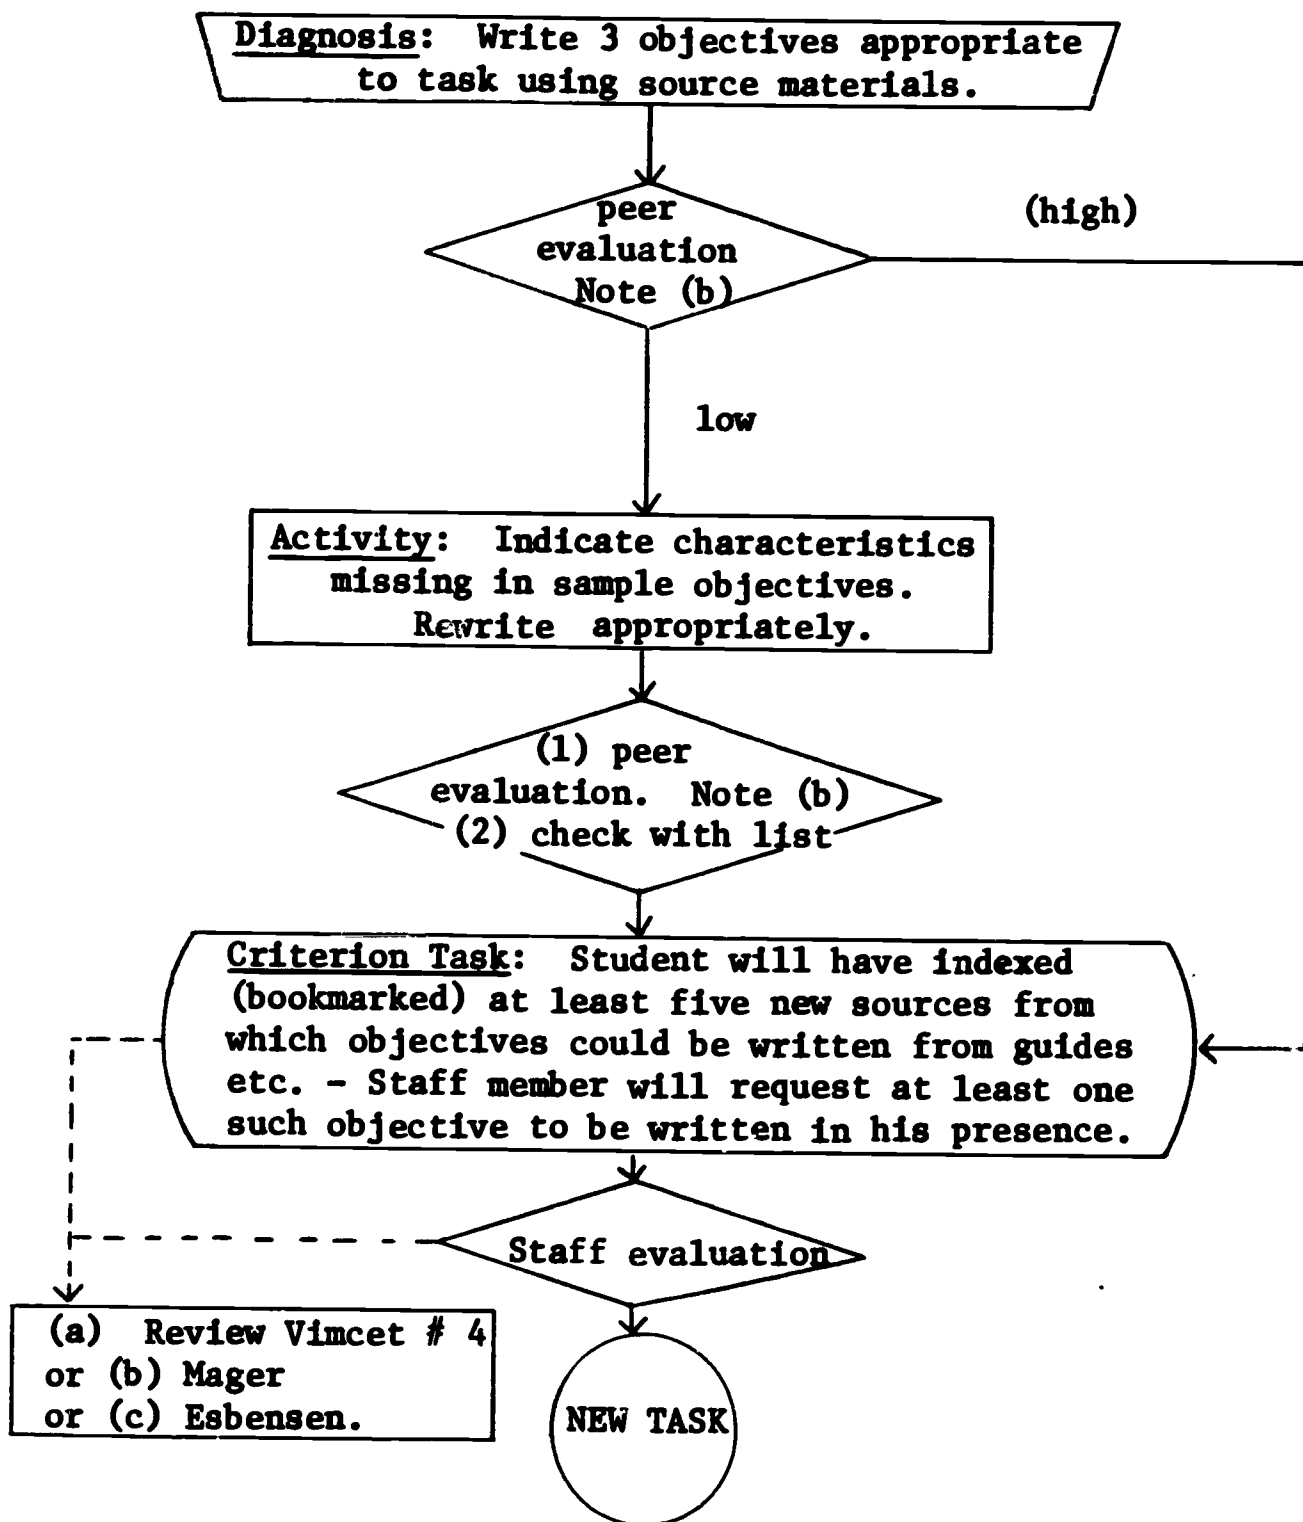 Diagnosis: Write 3 objectives appropriate
to task using source materials.
peer
evaluation
Note (b)
(high)
low
Activity: Indicate characteristics
missing in sample objectives.
Rewrite appropriately.
(1) peer
evaluation. Note (b)
(2) check with list
Criterion Task: Student will have indexed
(bookmarked) at least five new sources from
which objectives could be written from guides
etc. - Staff member will request at least one
such objective to be written in his presence.
Staff evaluation
(a) Review Vimcet # 4
or (b) Mager
or (c) Esbensen.
NEW TASK